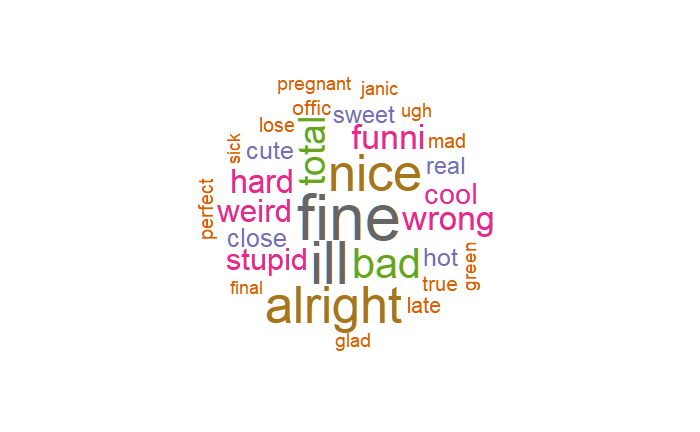 pregnant
janic
offic
sweet
ugh
lose
funni
mad
sick
cute
total
nice
real
hard
cool
perfect
weird
fine
wrong
close
stupid
ill
bad
hot
green
final
alright
true
late
glad